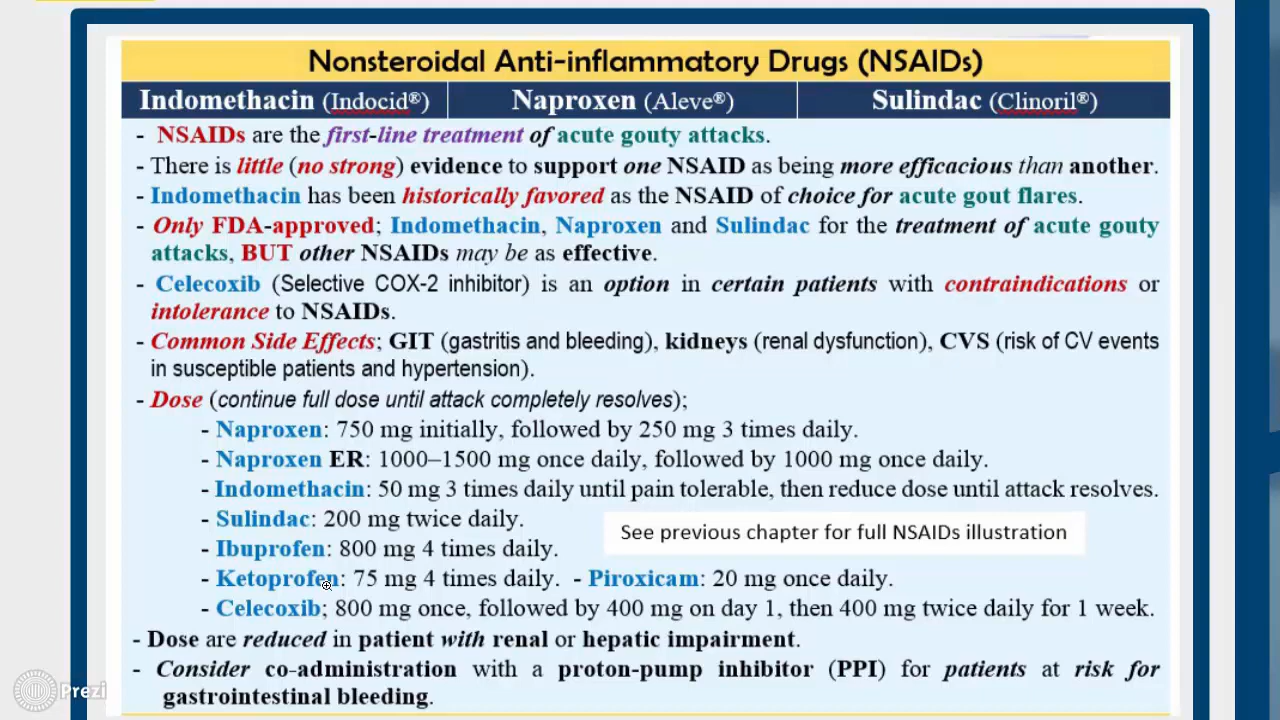 Nonsteroidal Anti-inflammatory Drugs (NSAIDs)
Indomethacin (Indocid®) Naproxen (Aleve®) Sulindac (Clinoril®)
- NSAIDs are the first-line treatment of acute gouty attacks.
- There is little (no strong) evidence to support one NSAID as being more efficacious than another.
- Indomethacin has been historically favored as the NSAID of choice for acute gout flares.
- Only FDA-approved; Indomethacin, Naproxen and Sulindac for the treatment of acute gouty
attacks, BUT other NSAIDs may be as effective.
- Celecoxib (Selective COX-2 inhibitor) is an option in certain patients with contraindications or
intolerance to NSAIDs.
- Common Side Effects; GIT (gastritis and bleeding), kidneys (renal dysfunction), CVS (risk of CV events
in susceptible patients and hypertension).
- Dose (continue full dose until attack completely resolves);
- Naproxen: 750 mg initially, followed by 250 mg 3 times daily.
- Naproxen ER: 1000–1500 mg once daily, followed by 1000 mg once daily.
- Indomethacin: 50 mg 3 times daily until pain tolerable, then reduce dose until attack resolves.
- Sulindac: 200 mg twice daily.
See previous chapter for full NSAIDs illustration
- Ibuprofen: 800 mg 4 times daily.
- Ketoprofen: 75 mg 4 times daily. - Piroxicam: 20 mg once daily.
- Celecoxib; 800 mg once, followed by 400 mg on day 1, then 400 mg twice daily for 1 week.
- Dose are reduced in patient with renal or hepatic impairment.
- Consider co-administration with a proton-pump inhibitor (PPI) for patients at risk for
gastrointestinal bleeding.
Prezi